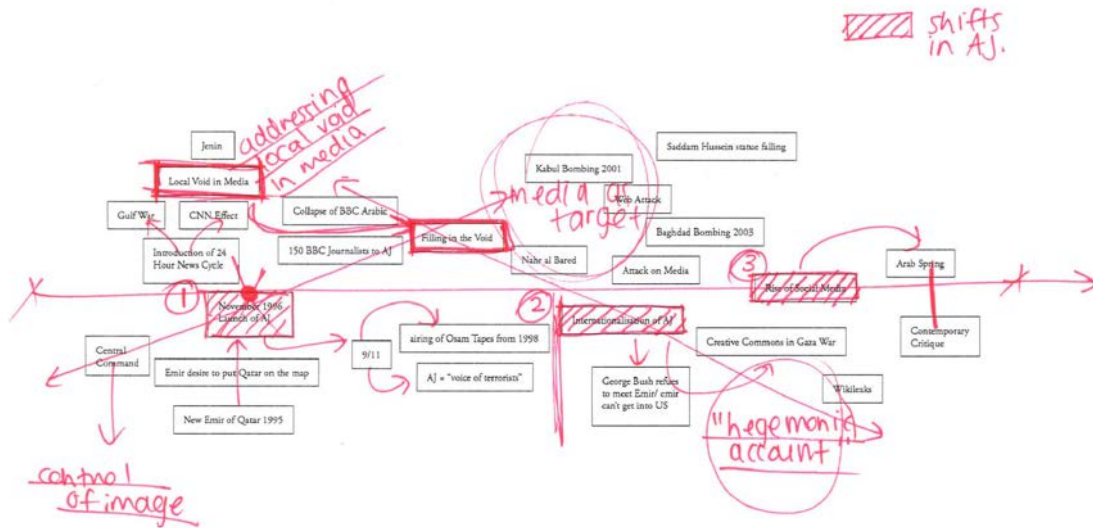 shifts
in AJ.
addressing
local void
in media
Jenin
Local Void in Media
Gulf War
CNN Effect
Introduction of 24
Hour News Cycle
Collapse of BBC Arabic
150 BBC Journalists to AJ
Filling in the Void
Kabul Bombing 2001
media as
target
Web Attack
Saddam Hussein statue falling
Baghdad Bombing 2003
Nahr al Bared
Attack on Media
1
November 1996
Launch of AJ
2
Internationalisation of AJ
3
Rise of Social Media
Arab Spring
Contemporary
Critique
Central
Command
Emir desire to put Qatar on the map
New Emir of Qatar 1995
9/11
airing of Osam Tapes from 1998
AJ = "voice of terrorists"
George Bush refues
to meet Emir/ emir
can't get into US
Creative Commons in Gaza War
Wikileaks
"hegemonic"
account
control
of image